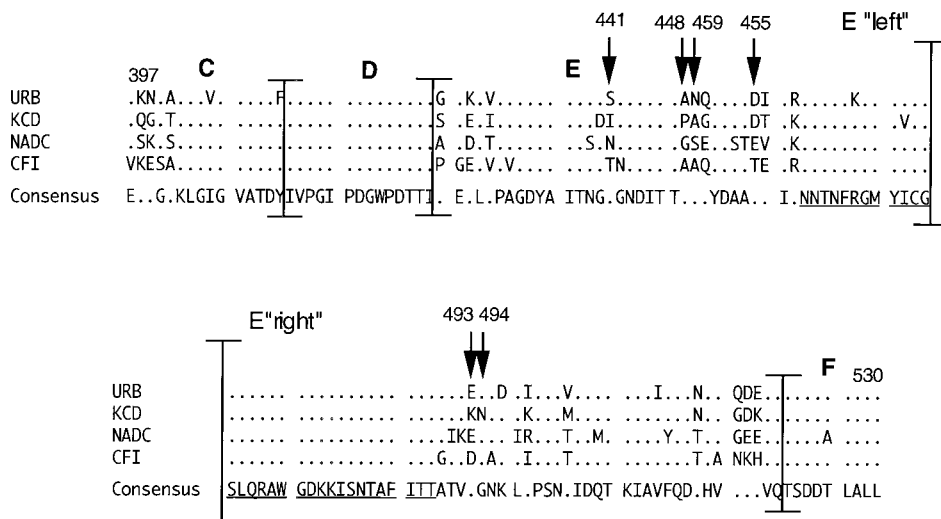 441 448 459 455 E "left"
397 C D E
URB .KN.A...V. .....F.... .......... G .K.V...... ....S..... .ANQ....DI .R.....K.. ....
KCD .QG.T..... .......... .......... S .E.I...... ...DI..... .PAG....DT .K........ .V..
NADC .SK.S..... .......... .......... A .D.T...... ..S.N..... .GSE..STEV .K........ ....
CFI VKESA..... .......... .......... P GE.V.V.... ....TN.... .AAQ....TE .R........ ....
Consensus E..G.KLGIG VATDYIVPGI PDGWPDTTI. E.L.PAGDYA ITNG.GNDIT T...YDAA.. I.NNTNFRGM YICG
E"right"
493 494
F 530
URB ...... .......... ......E..D .I..V..... ..I..N.. QDE....... ....
KCD ...... .......... ......KN.. .K..M..... .....N.. GDK....... ....
NADC ...... .......... ....IKE... IR..T..M.. ...Y..T. GEE.....A. ....
CFI ...... .......... ...G..D.A. .I..T..... .....T.A NKH....... ....
Consensus SLQRAW GDKKISNTAF ITTATV.GNK L.PSN.IDQT KIAVFQD.HV ...VQTSDDT LALL